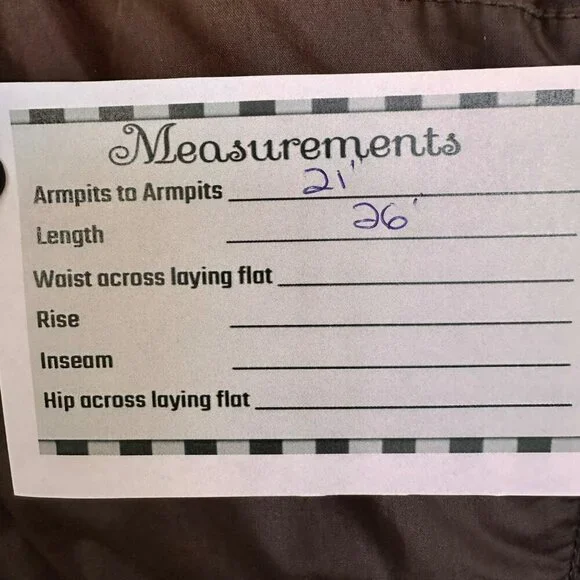 Measurements
Armpits to Armpits 21"
Length 26'
Waist across laying flat
Rise
Inseam
Hip across laying flat